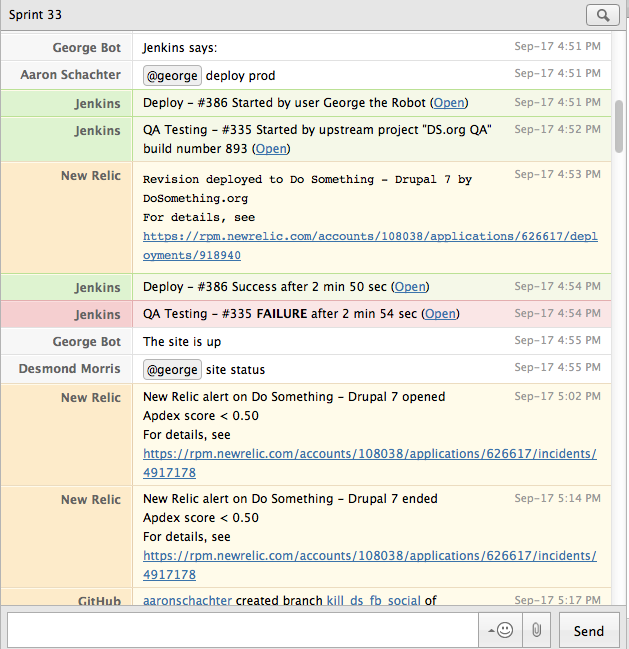 Sprint 33
George Bot Jenkins says: Sep-17 4:51 PM
Aaron Schachter @george deploy prod Sep-17 4:51 PM
Jenkins Deploy - #386 Started by user George the Robot (Open) Sep-17 4:51 PM
Jenkins QA Testing - #335 Started by upstream project "DS.org QA" Sep-17 4:52 PM
build number 893 (Open)
New Relic Revision deployed to Do Something - Drupal 7 by Sep-17 4:53 PM
DoSomething.org
For details, see
https://rpm.newrelic.com/accounts/108038/applications/626617/depl
oyments/918940
Jenkins Deploy - #386 Success after 2 min 50 sec (Open) Sep-17 4:54 PM
Jenkins QA Testing - #335 FAILURE after 2 min 54 sec (Open) Sep-17 4:54 PM
George Bot The site is up Sep-17 4:55 PM
Desmond Morris @george site status Sep-17 4:55 PM
New Relic New Relic alert on Do Something - Drupal 7 opened Sep-17 5:02 PM
Apdex score < 0.50
For details, see
https://rpm.newrelic.com/accounts/108038/applications/626617/incidents/
4917178
New Relic New Relic alert on Do Something - Drupal 7 ended Sep-17 5:14 PM
Apdex score < 0.50
For details, see
https://rpm.newrelic.com/accounts/108038/applications/626617/incidents/
4917178
GitHub aaronschachter created branch kill_ds_fb_social of Sep-17 5:17 PM
Send